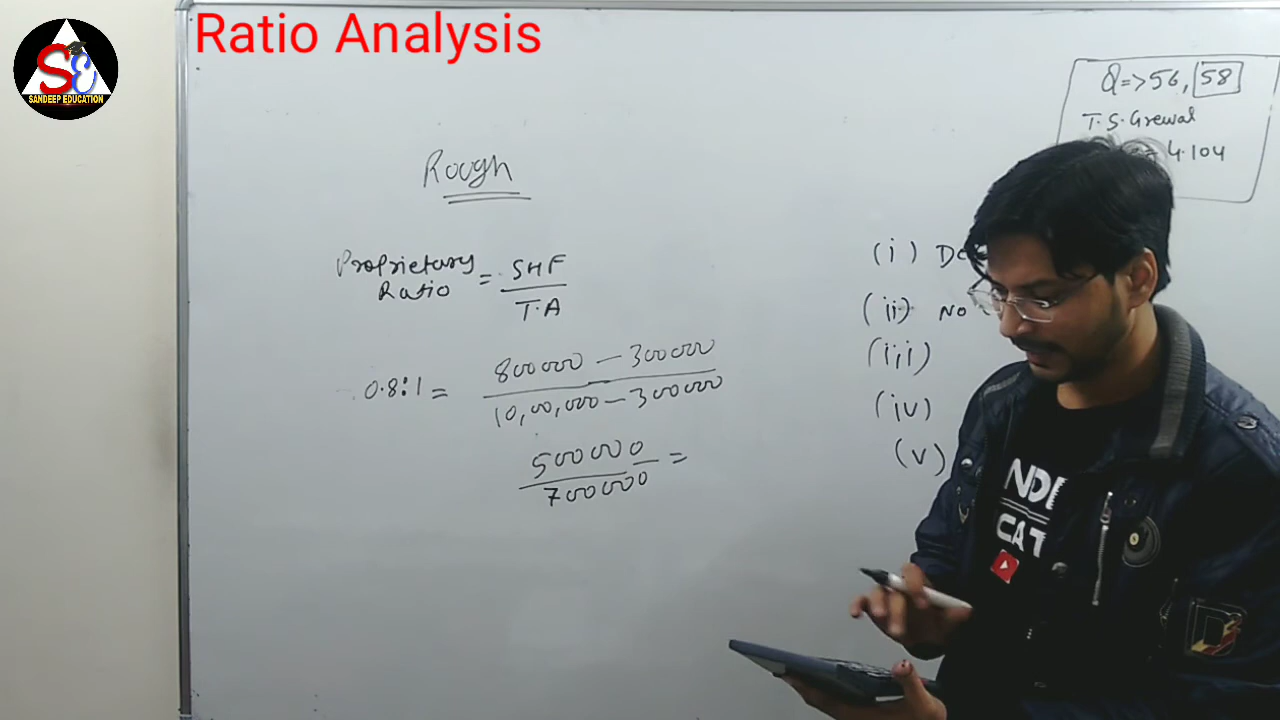 Ratio Analysis
SE
SANDEEP EDUCATION
Q => 56, 58
T.S. Grewal
4.104
Rough
Proprietary Ratio = SHF / T.A
0.8:1 = 800000 - 300000 / 10,00,000 - 300000
500000 / 700000 =
(i)
(ii) No
(iii)
(iv)
(v)